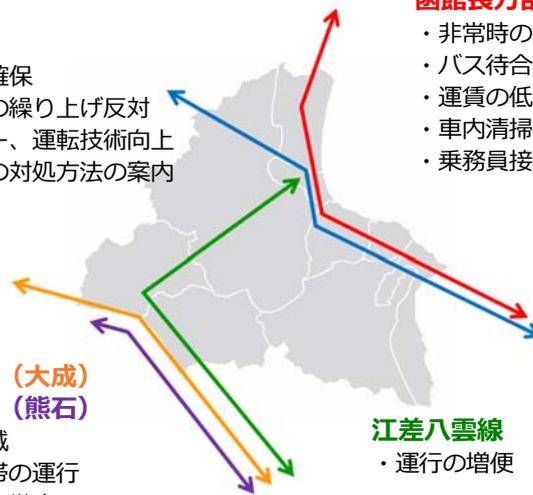 函館長万部
・非常時の
・バス待合
・運賃の低
・車内清掃
・乗務員接
確保
の繰り上げ反対
ー、運転技術向上
の対処方法の案内
（大成）
（熊石）
減
帯の運行
江差八雲線
・運行の増便